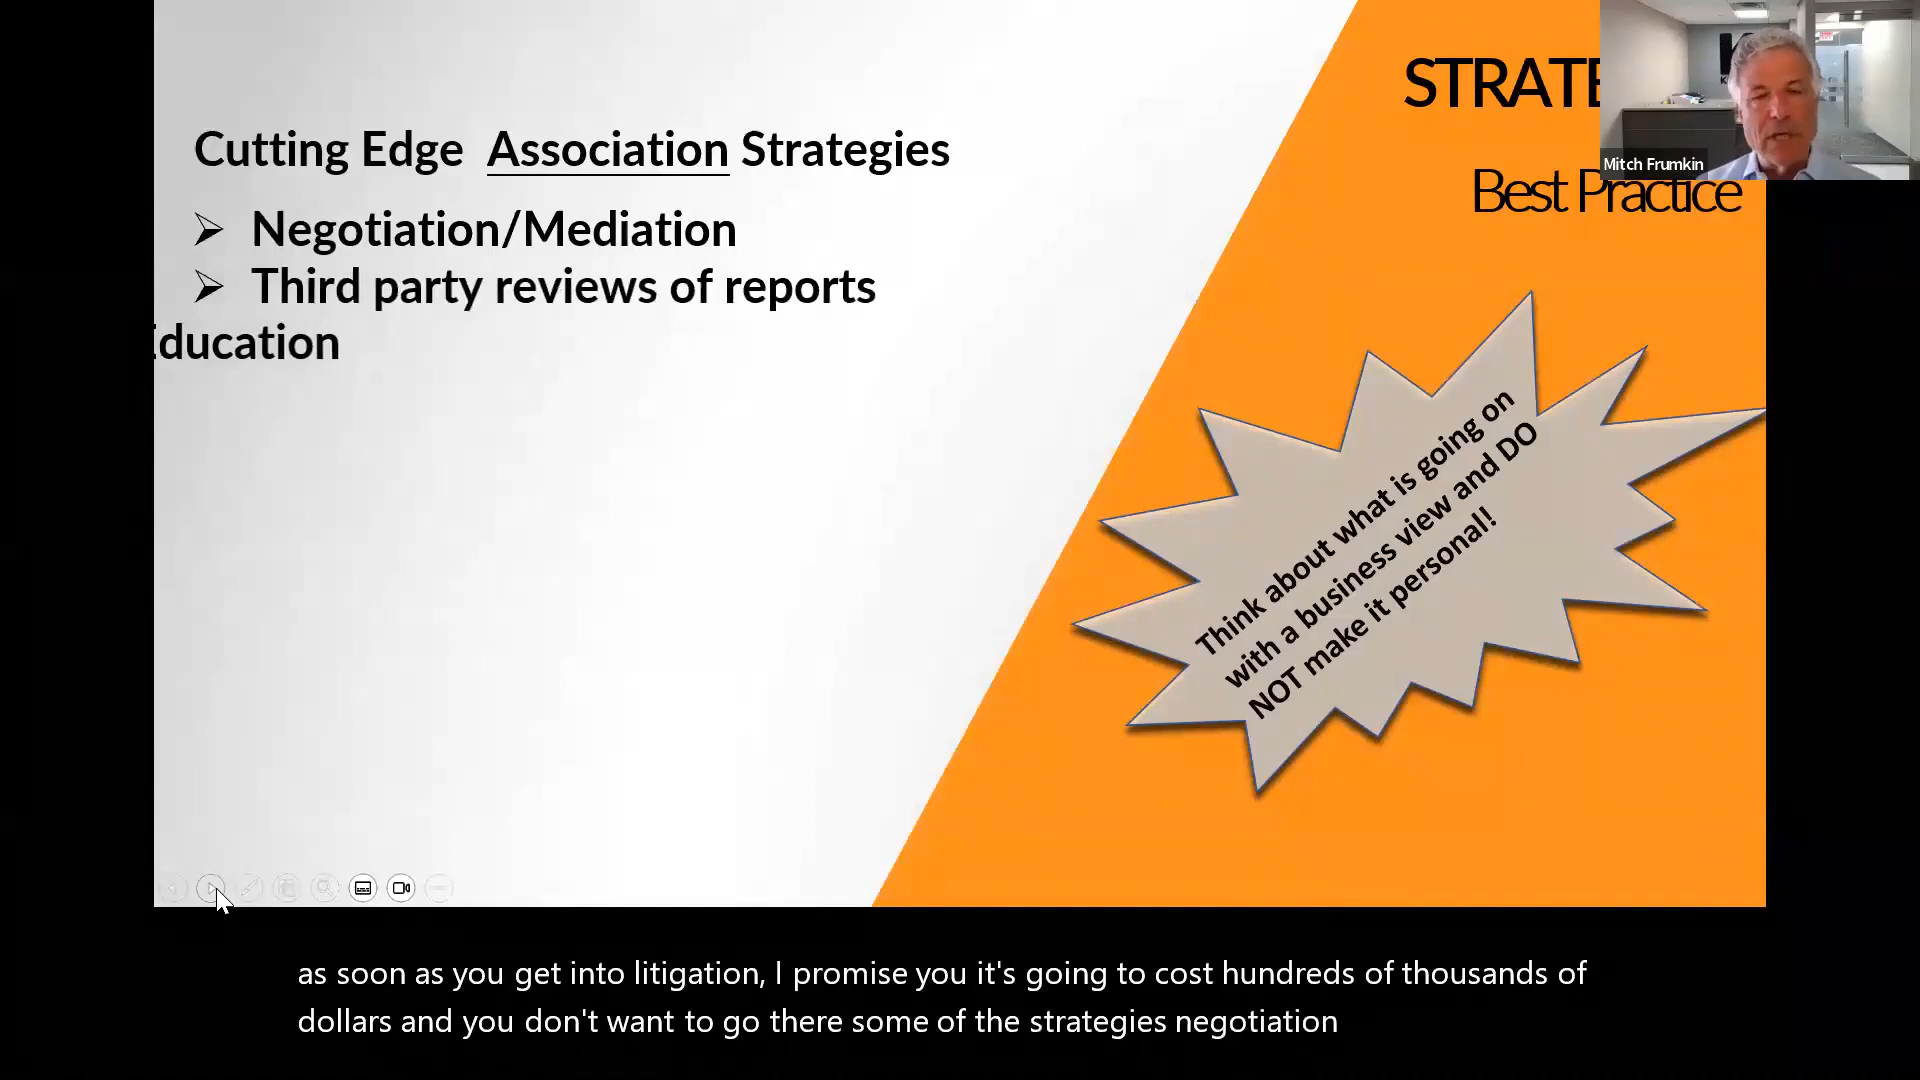 Cutting Edge Association Strategies
Negotiation/Mediation
Third party reviews of reports
Education
STRATE
Best Practice
Mitch Frumkin
Think about what is going on
with a business view and DO
NOT make it personal!
as soon as you get into litigation, I promise you it's going to cost hundreds of thousands of
dollars and you don't want to go there some of the strategies negotiation